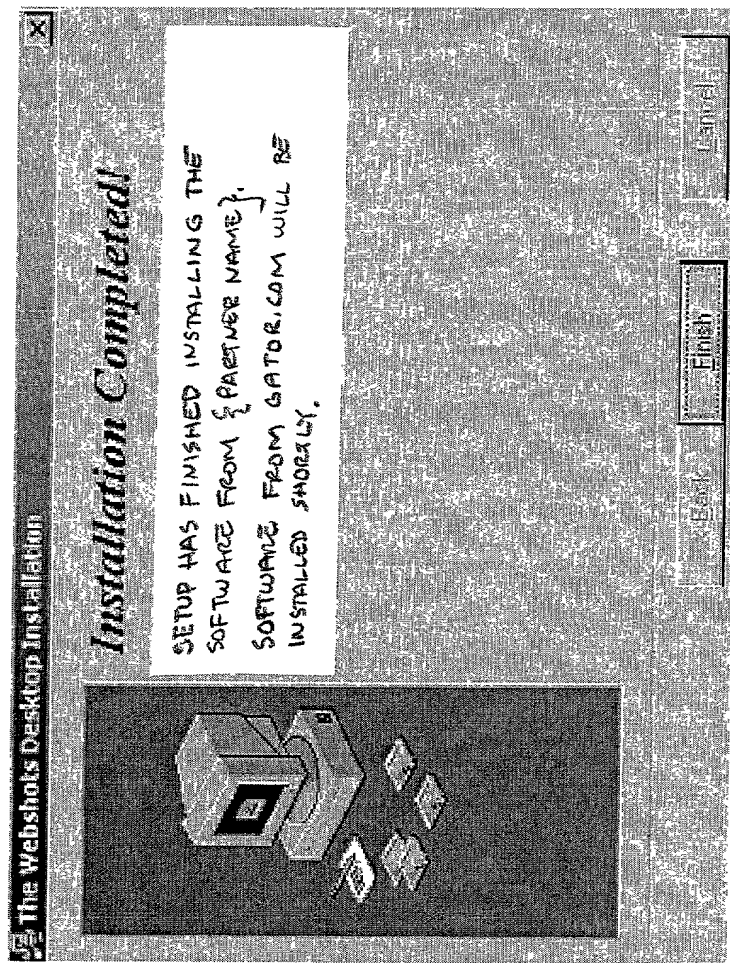 The Webshots Desktop Installation
Installation Completed!
SETUP HAS FINISHED INSTALLING THE
SOFTWARE FROM {PARTNER NAME}.
SOFTWARE FROM GATOR.COM WILL BE
INSTALLED SHORTLY.
< Back
Finish
Cancel